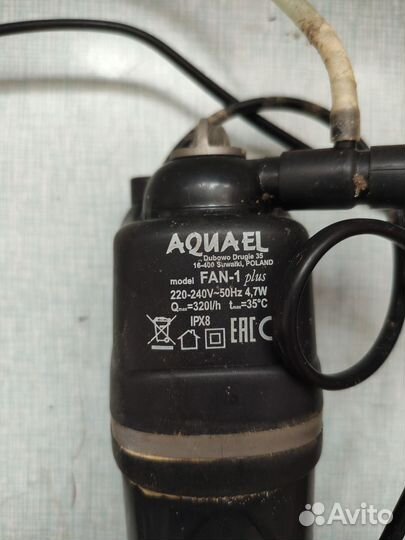 AQUAEL
Dubowo Drugie 35
16-400 Suwałki, POLAND
model FAN-1 plus
220-240V~50Hz 4,7W
Qmax=320l/h tmax=35°C
IPX8
EAC
Avito